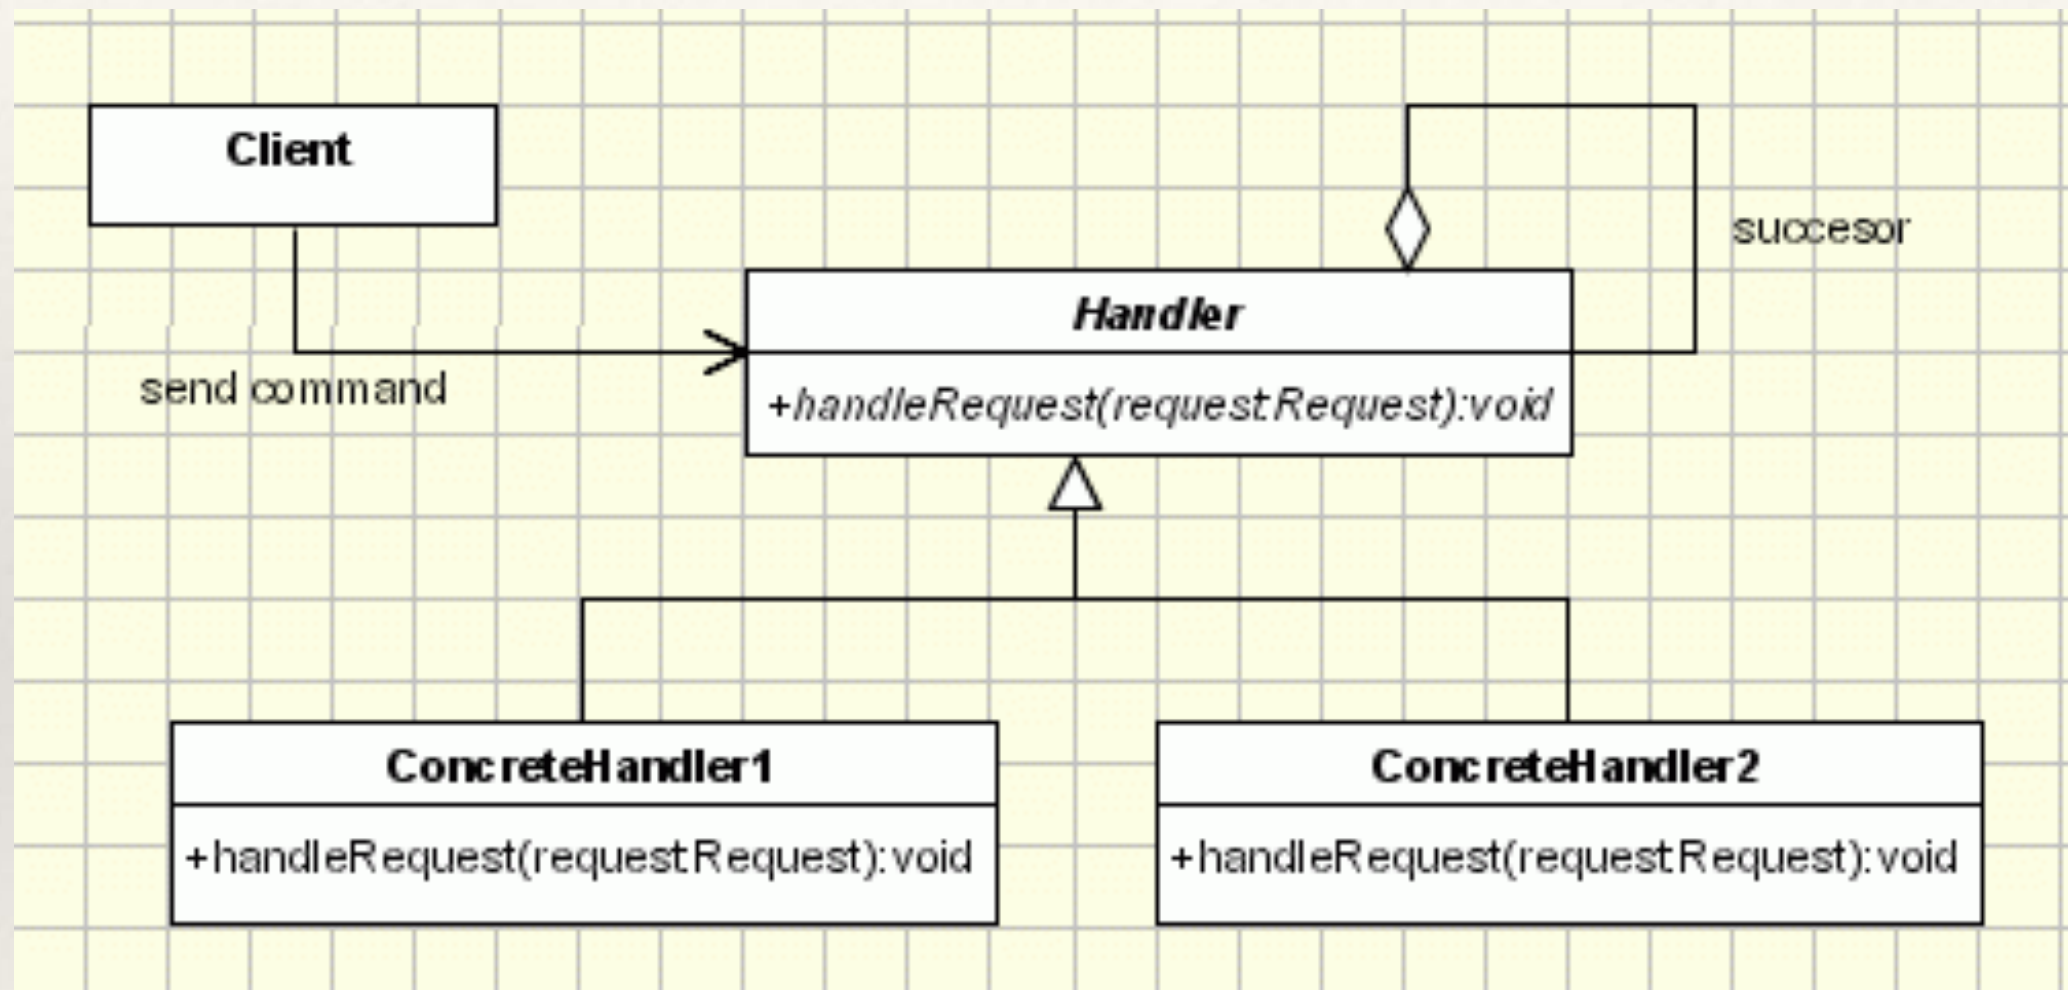 Client
succesor
Handler
send command
+handleRequest(request:Request):void
ConcreteHandler1
+handleRequest(request:Request):void
ConcreteHandler2
+handleRequest(request:Request):void